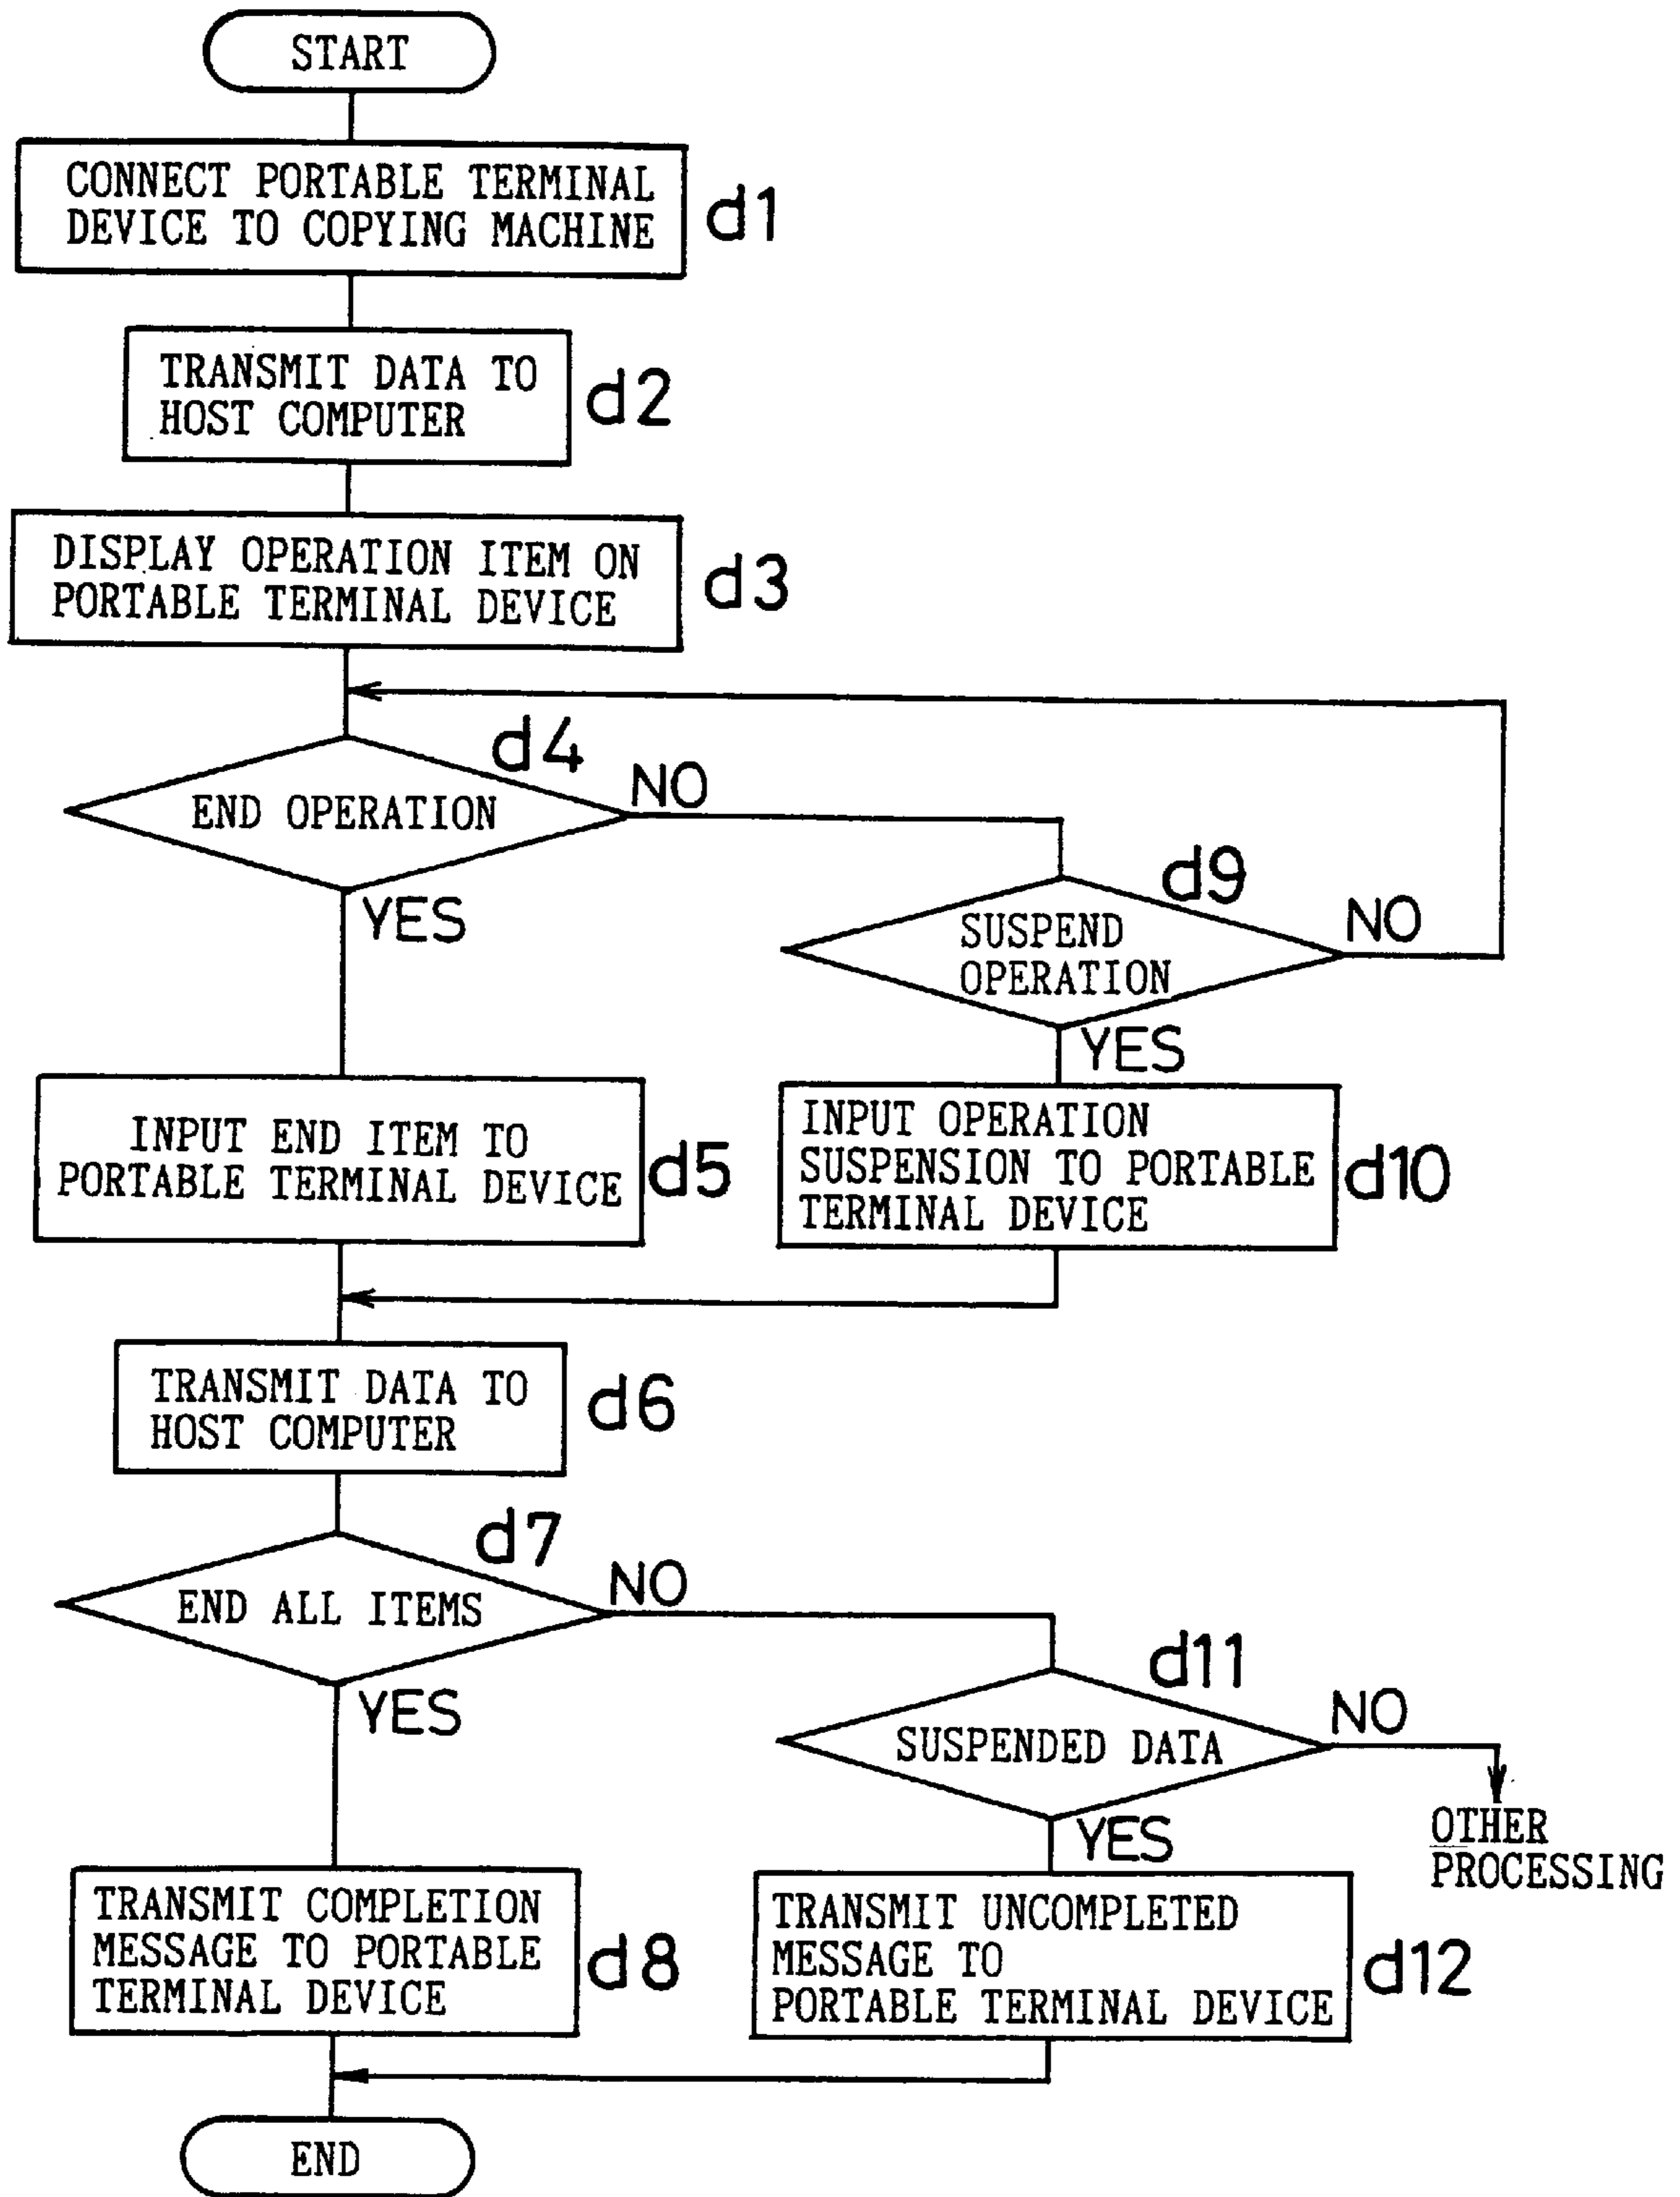 START
CONNECT PORTABLE TERMINAL
DEVICE TO COPYING MACHINE
d1
TRANSMIT DATA TO
HOST COMPUTER
d2
DISPLAY OPERATION ITEM ON
PORTABLE TERMINAL DEVICE
d3
d4
END OPERATION
NO
YES
d9
SUSPEND
OPERATION
NO
YES
INPUT END ITEM TO
PORTABLE TERMINAL DEVICE
d5
INPUT OPERATION
SUSPENSION TO PORTABLE
TERMINAL DEVICE
d10
TRANSMIT DATA TO
HOST COMPUTER
d6
d7
END ALL ITEMS
NO
YES
d11
SUSPENDED DATA
NO
YES
OTHER
PROCESSING
TRANSMIT COMPLETION
MESSAGE TO PORTABLE
TERMINAL DEVICE
d8
TRANSMIT UNCOMPLETED
MESSAGE TO
PORTABLE TERMINAL DEVICE
d12
END